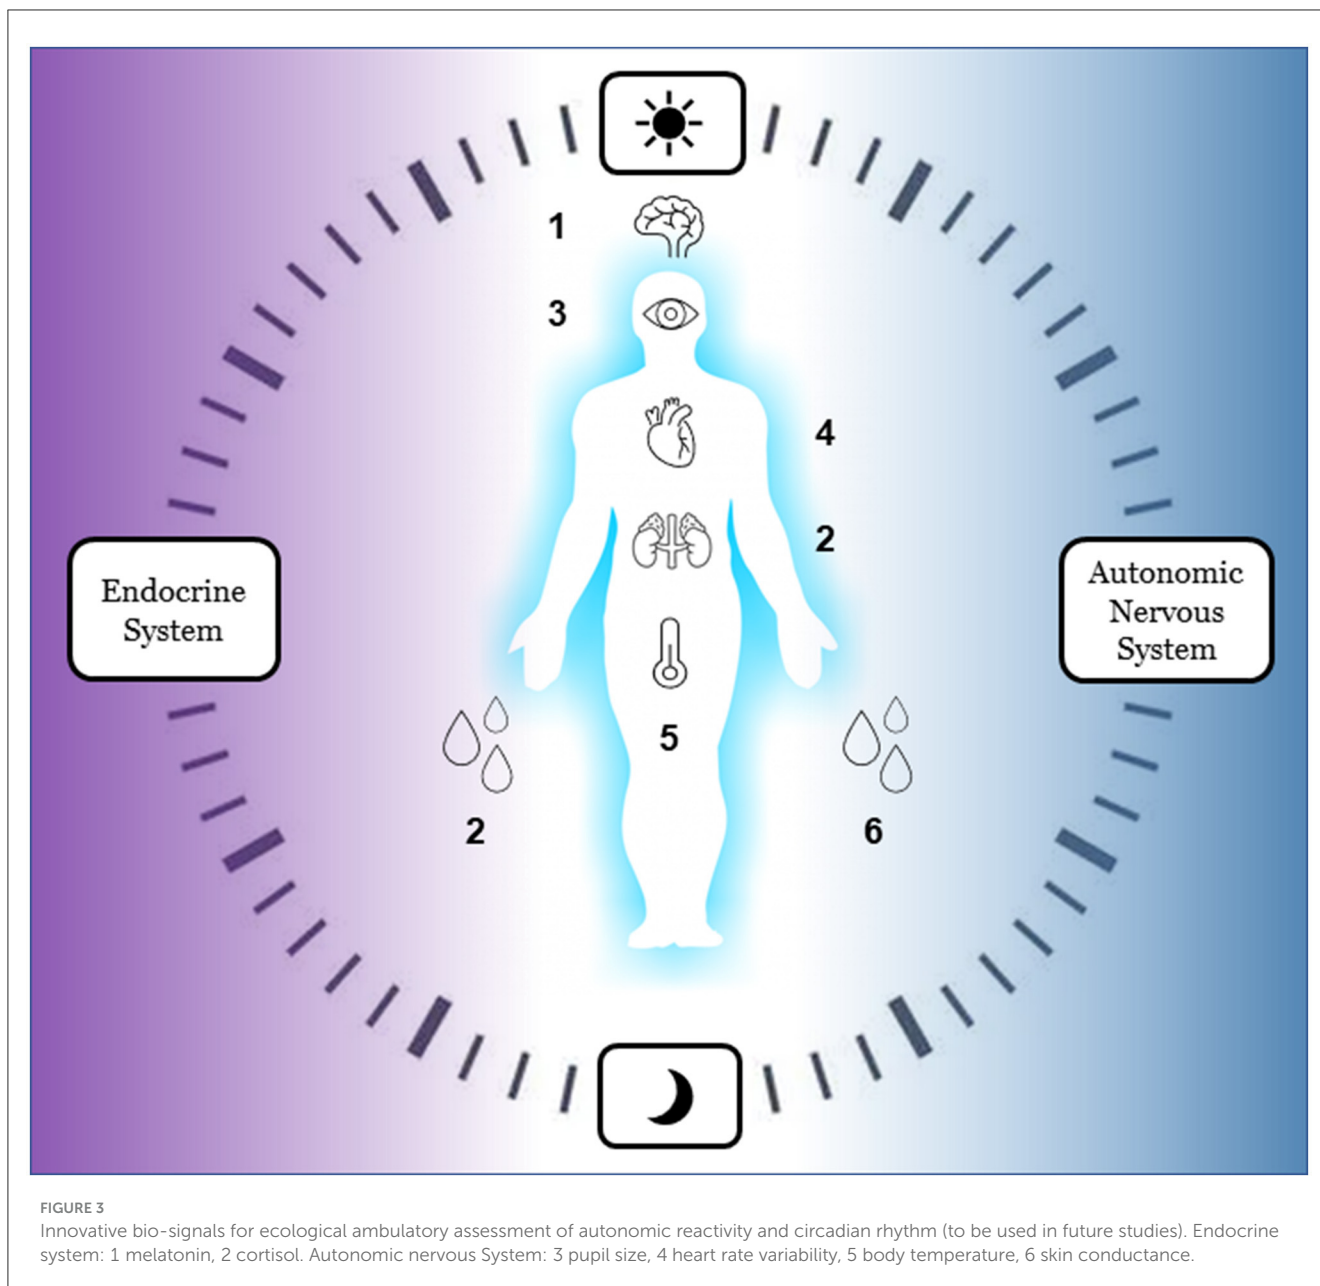 1
3
4
2
Endocrine
System
Autonomic
Nervous
System
5
2
6
FIGURE 3
Innovative bio-signals for ecological ambulatory assessment of autonomic reactivity and circadian rhythm (to be used in future studies). Endocrine
system: 1 melatonin, 2 cortisol. Autonomic nervous System: 3 pupil size, 4 heart rate variability, 5 body temperature, 6 skin conductance.